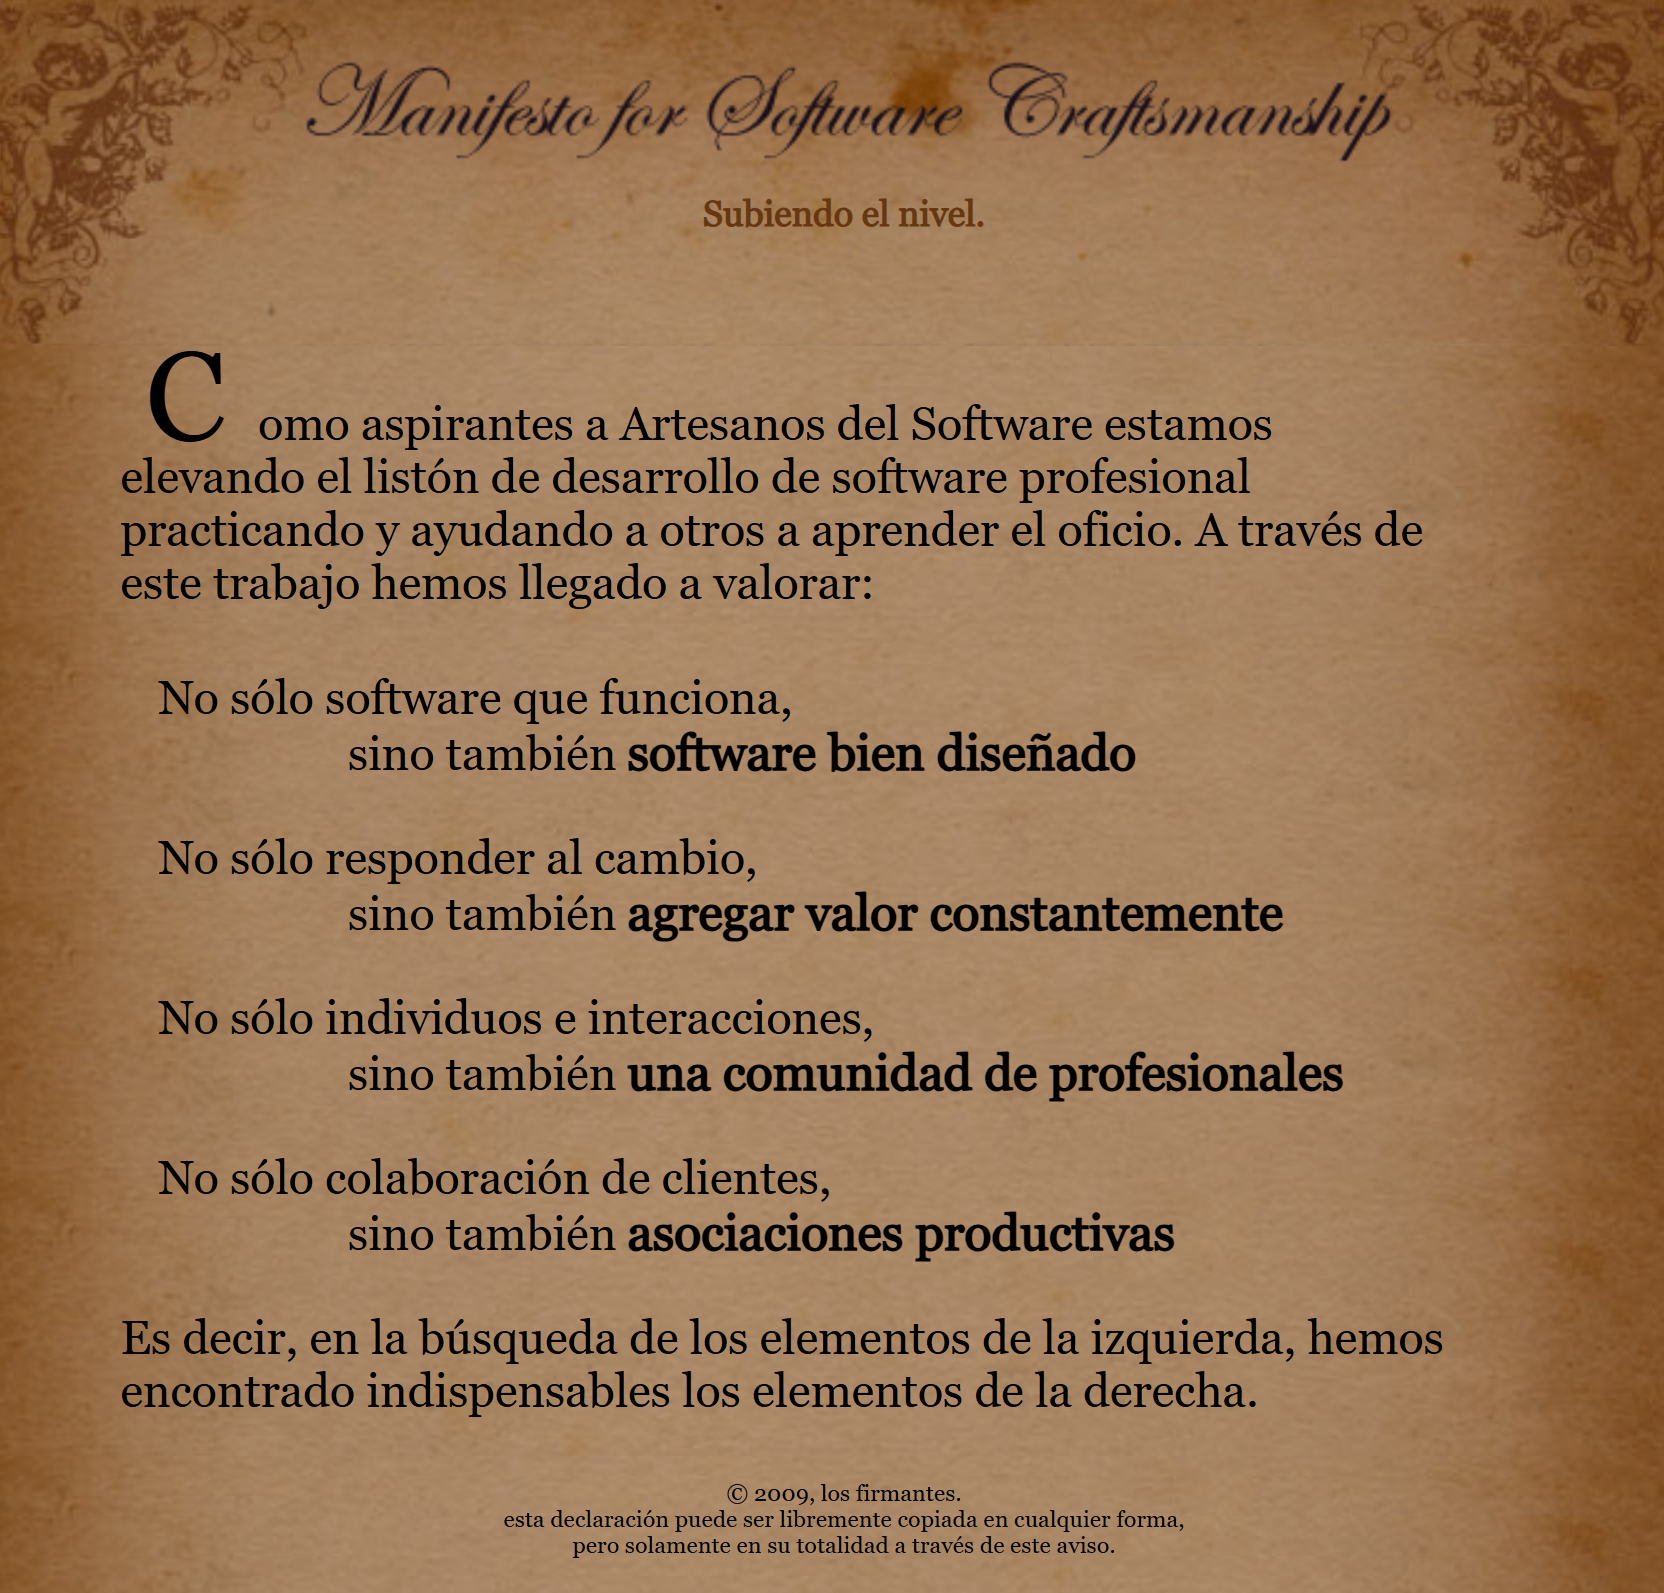 Manifesto for Software Craftsmanship
Subiendo el nivel.
Como aspirantes a Artesanos del Software estamos
elevando el listón de desarrollo de software profesional
practicando y ayudando a otros a aprender el oficio. A través de
este trabajo hemos llegado a valorar:
No sólo software que funciona,
sino también software bien diseñado
No sólo responder al cambio,
sino también agregar valor constantemente
No sólo individuos e interacciones,
sino también una comunidad de profesionales
No sólo colaboración de clientes,
sino también asociaciones productivas
Es decir, en la búsqueda de los elementos de la izquierda, hemos
encontrado indispensables los elementos de la derecha.
© 2009, los firmantes.
esta declaración puede ser libremente copiada en cualquier forma,
pero solamente en su totalidad a través de este aviso.